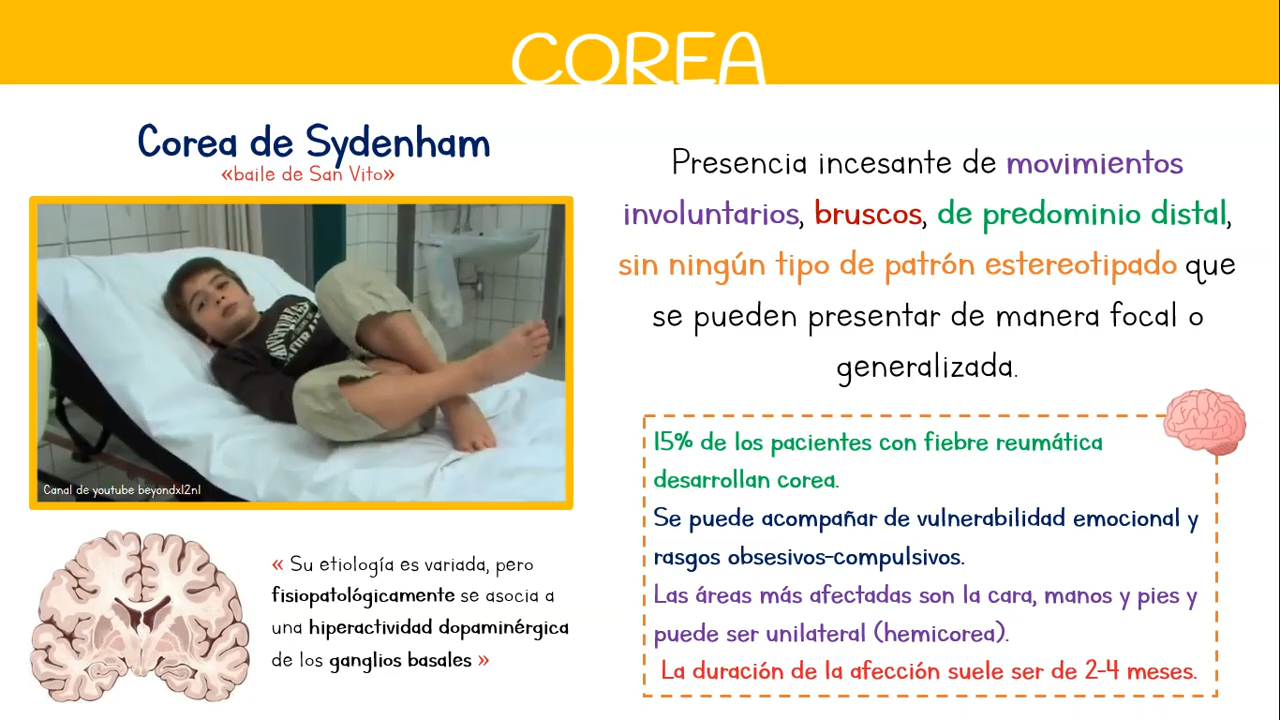 COREA
Corea de Sydenham
«baile de San Vito»
Canal de youtube beyondx12n1
« Su etiología es variada, pero
fisiopatológicamente se asocia a
una hiperactividad dopaminérgica
de los ganglios basales »
Presencia incesante de movimientos
involuntarios, bruscos, de predominio distal,
sin ningún tipo de patrón estereotipado que
se pueden presentar de manera focal o
generalizada.
15% de los pacientes con fiebre reumática
desarrollan corea.
Se puede acompañar de vulnerabilidad emocional y
rasgos obsesivos-compulsivos.
Las áreas más afectadas son la cara, manos y pies y
puede ser unilateral (hemicorea).
La duración de la afección suele ser de 2-4 meses.